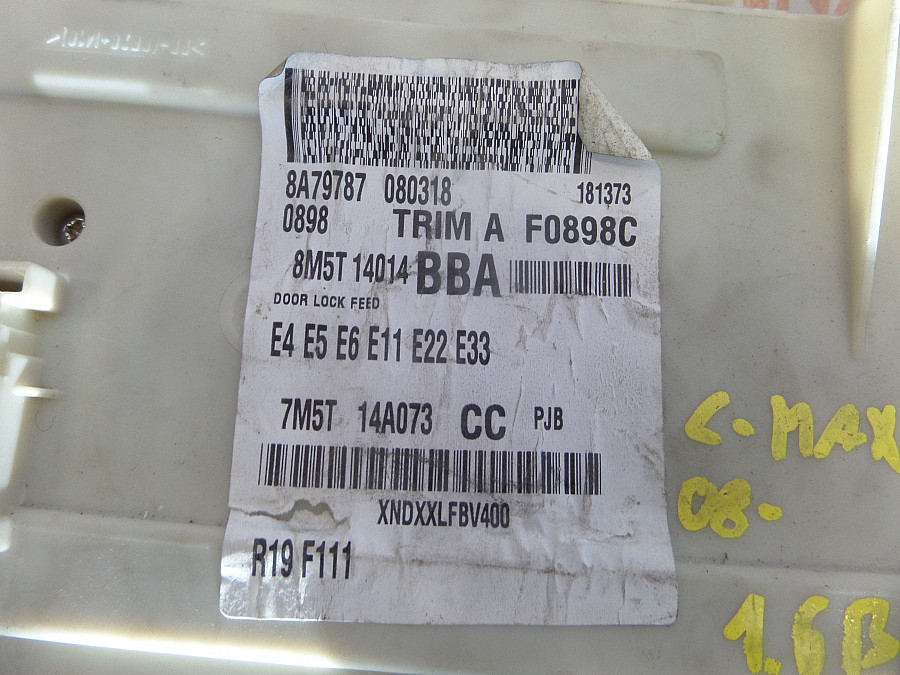 8A79787 080318 181373
0898 TRIM A F0898C
8M5T 14014 BBA
DOOR LOCK FEED
E4 E5 E6 E11 E22 E33
7M5T 14A073 CC PJB
XNDXXLFBV400
R19 F111
C-MAX
08-
1.6B